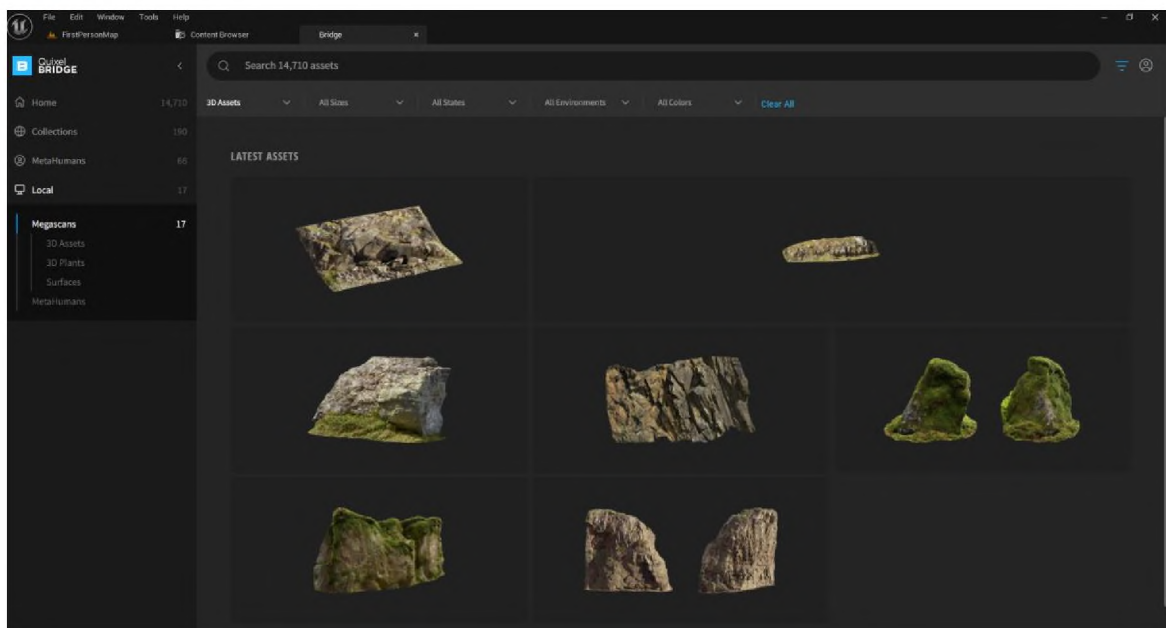 File Edit Window Tools Help
FirstPersonMap Content Browser Bridge
Quixel
BRIDGE
Search 14,710 assets
Home 14,710
3D Assets All Sizes All States All Environments All Colors Clear All
Collections 190
MetaHumans 66
LATEST ASSETS
Local 17
Megascans 17
3D Assets
3D Plants
Surfaces
MetaHumans